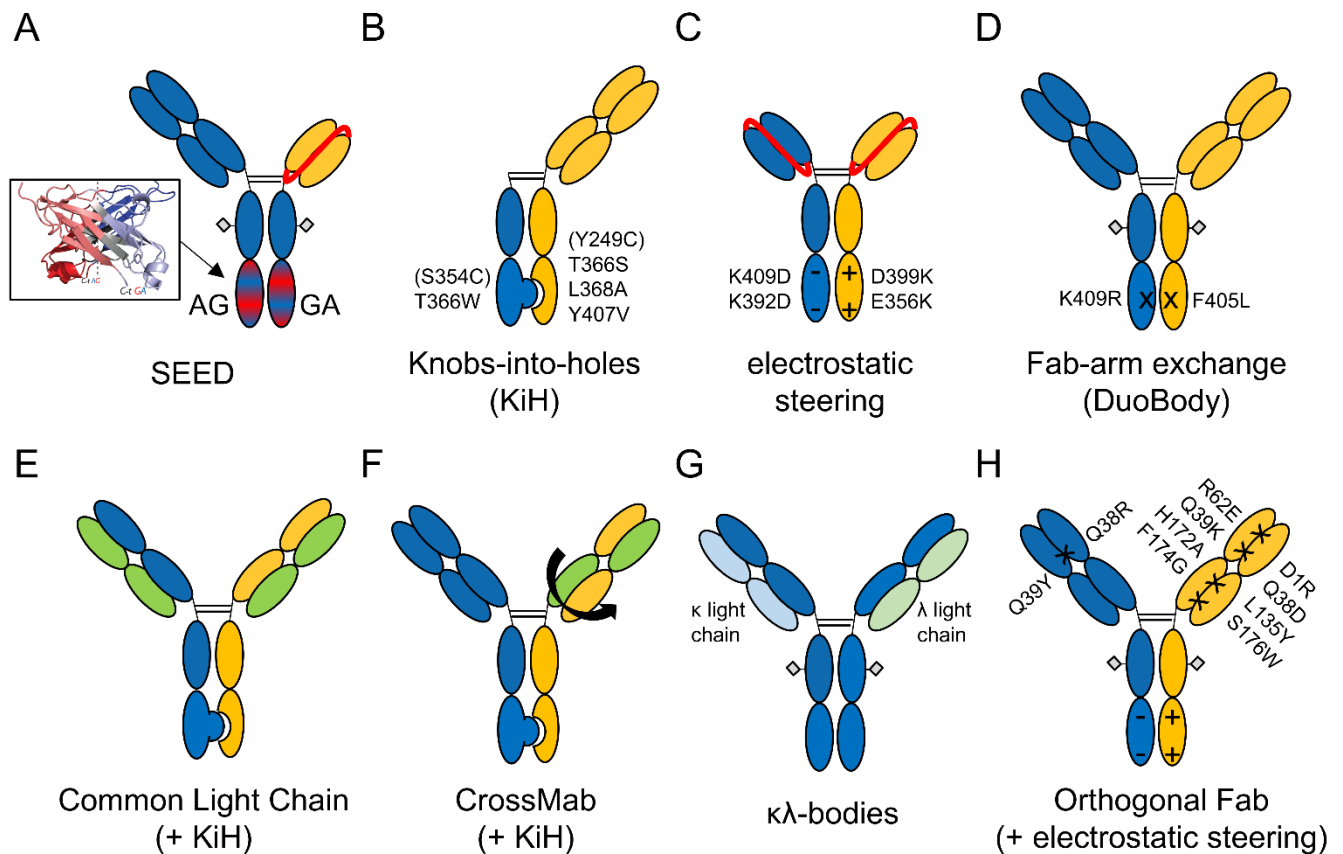 A
B
C
D
C-t AG
C-t GA
AG
GA
SEED
(S354C)
T366W
(Y249C)
T366S
L368A
Y407V
Knobs-into-holes
(KiH)
K409D
K392D
-
-
+
+
D399K
E356K
electrostatic
steering
K409R
X
X
F405L
Fab-arm exchange
(DuoBody)
E
F
G
H
Common Light Chain
(+ KiH)
CrossMab
(+ KiH)
κ light
chain
λ light
chain
κλ-bodies
Q39Y
Q38R
R62E
Q39K
H172A
F174G
D1R
Q38D
L135Y
S176W
X
X
X
X
X
-
-
+
+
Orthogonal Fab
(+ electrostatic steering)